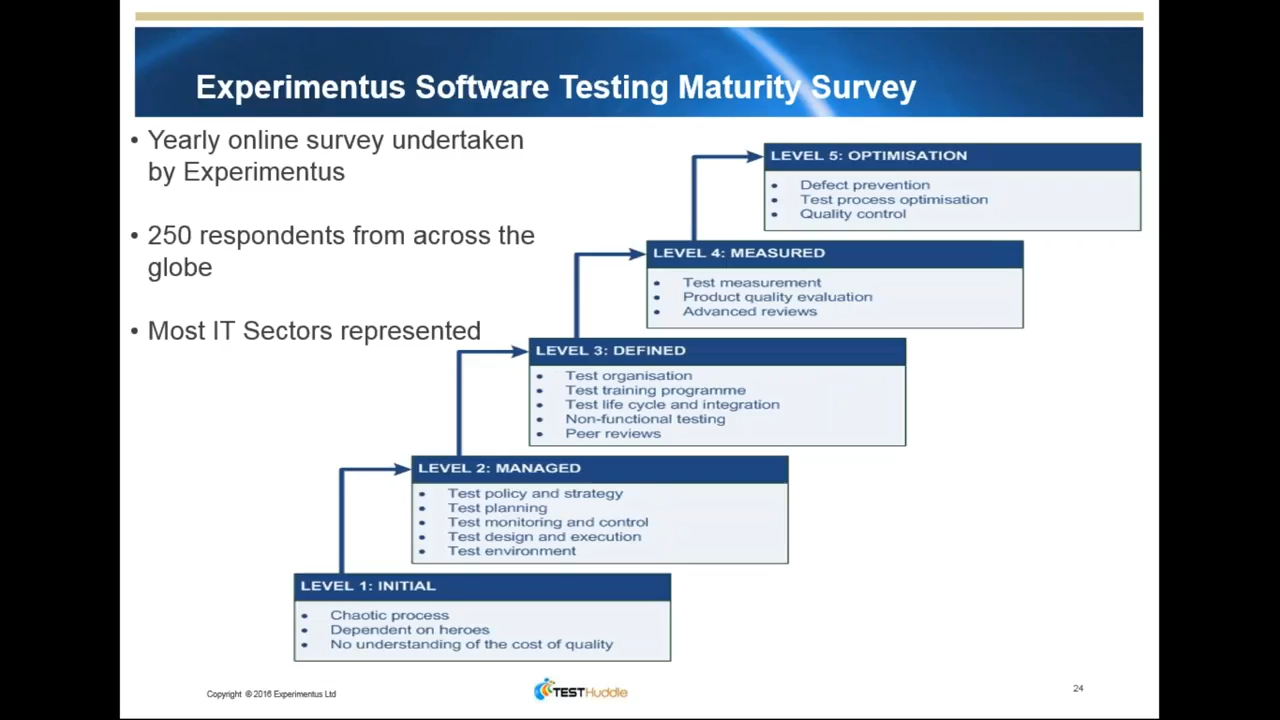 Experimentus Software Testing Maturity Survey
• Yearly online survey undertaken
by Experimentus
• 250 respondents from across the
globe
• Most IT Sectors represented
LEVEL 5: OPTIMISATION
• Defect prevention
• Test process optimisation
• Quality control
LEVEL 4: MEASURED
• Test measurement
• Product quality evaluation
• Advanced reviews
LEVEL 3: DEFINED
• Test organisation
• Test training programme
• Test life cycle and integration
• Non-functional testing
• Peer reviews
LEVEL 2: MANAGED
• Test policy and strategy
• Test planning
• Test monitoring and control
• Test design and execution
• Test environment
LEVEL 1: INITIAL
• Chaotic process
• Dependent on heroes
• No understanding of the cost of quality
Copyright © 2016 Experimentus Ltd
TESTHuddle
24